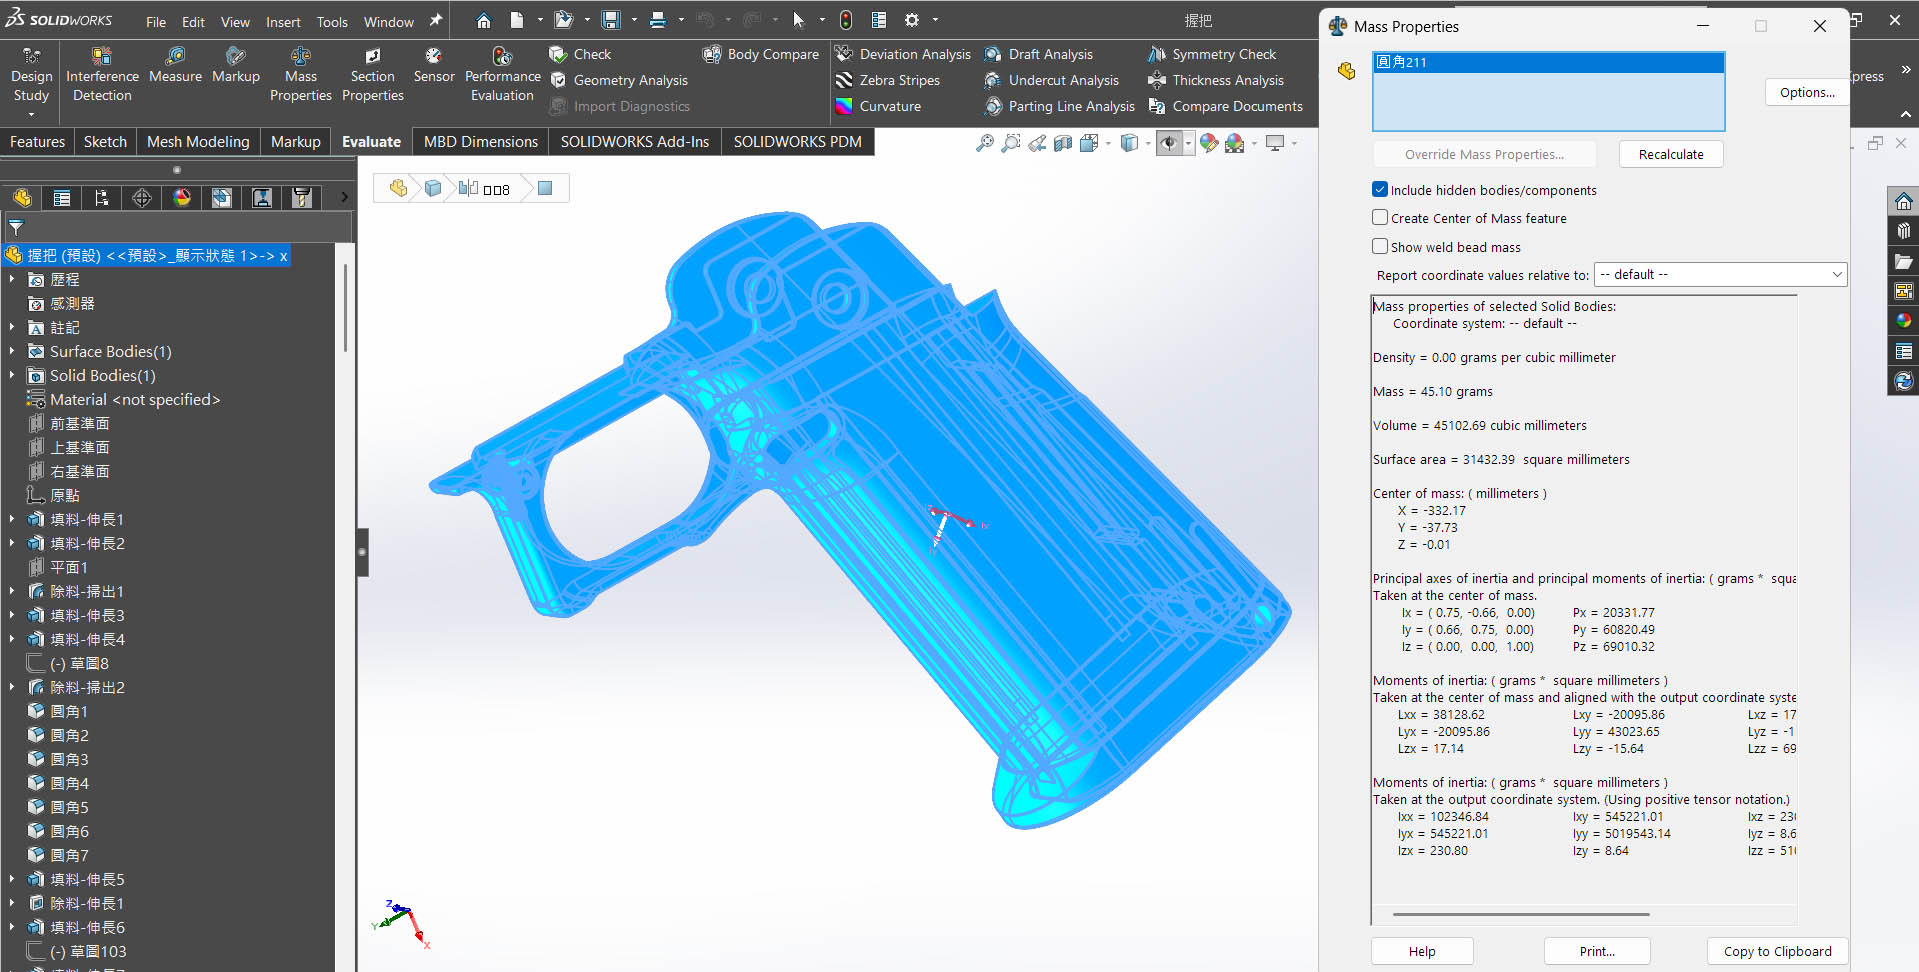 SOLIDWORKS File Edit View Insert Tools Window 握把
Design Study
Interference Detection
Measure
Markup
Mass Properties
Section Properties
Sensor
Performance Evaluation
Check
Geometry Analysis
Import Diagnostics
Body Compare
Deviation Analysis
Zebra Stripes
Curvature
Draft Analysis
Undercut Analysis
Parting Line Analysis
Symmetry Check
Thickness Analysis
Compare Documents
press
Features Sketch Mesh Modeling Markup Evaluate MBD Dimensions SOLIDWORKS Add-Ins SOLIDWORKS PDM
□□8
握把 (預設) <<預設>_顯示狀態 1>-> x
歷程
感測器
註記
Surface Bodies(1)
Solid Bodies(1)
Material <not specified>
前基準面
上基準面
右基準面
原點
填料-伸長1
填料-伸長2
平面1
除料-掃出1
填料-伸長3
填料-伸長4
(-) 草圖8
除料-掃出2
圓角1
圓角2
圓角3
圓角4
圓角5
圓角6
圓角7
填料-伸長5
除料-伸長1
填料-伸長6
(-) 草圖103
Z
Y
X
Mass Properties
圓角211
Options...
Override Mass Properties... Recalculate
Include hidden bodies/components
Create Center of Mass feature
Show weld bead mass
Report coordinate values relative to: -- default --
Mass properties of selected Solid Bodies:
Coordinate system: -- default --
Density = 0.00 grams per cubic millimeter
Mass = 45.10 grams
Volume = 45102.69 cubic millimeters
Surface area = 31432.39 square millimeters
Center of mass: ( millimeters )
X = -332.17
Y = -37.73
Z = -0.01
Principal axes of inertia and principal moments of inertia: ( grams * squa
Taken at the center of mass.
Ix = ( 0.75, -0.66, 0.00) Px = 20331.77
Iy = ( 0.66, 0.75, 0.00) Py = 60820.49
Iz = ( 0.00, 0.00, 1.00) Pz = 69010.32
Moments of inertia: ( grams * square millimeters )
Taken at the center of mass and aligned with the output coordinate syste
Lxx = 38128.62 Lxy = -20095.86 Lxz = 17
Lyx = -20095.86 Lyy = 43023.65 Lyz = -1
Lzx = 17.14 Lzy = -15.64 Lzz = 69
Moments of inertia: ( grams * square millimeters )
Taken at the output coordinate system. (Using positive tensor notation.)
Ixx = 102346.84 Ixy = 545221.01 Ixz = 230
Iyx = 545221.01 Iyy = 5019543.14 Iyz = 8.6
Izx = 230.80 Izy = 8.64 Izz = 510
Help Print... Copy to Clipboard